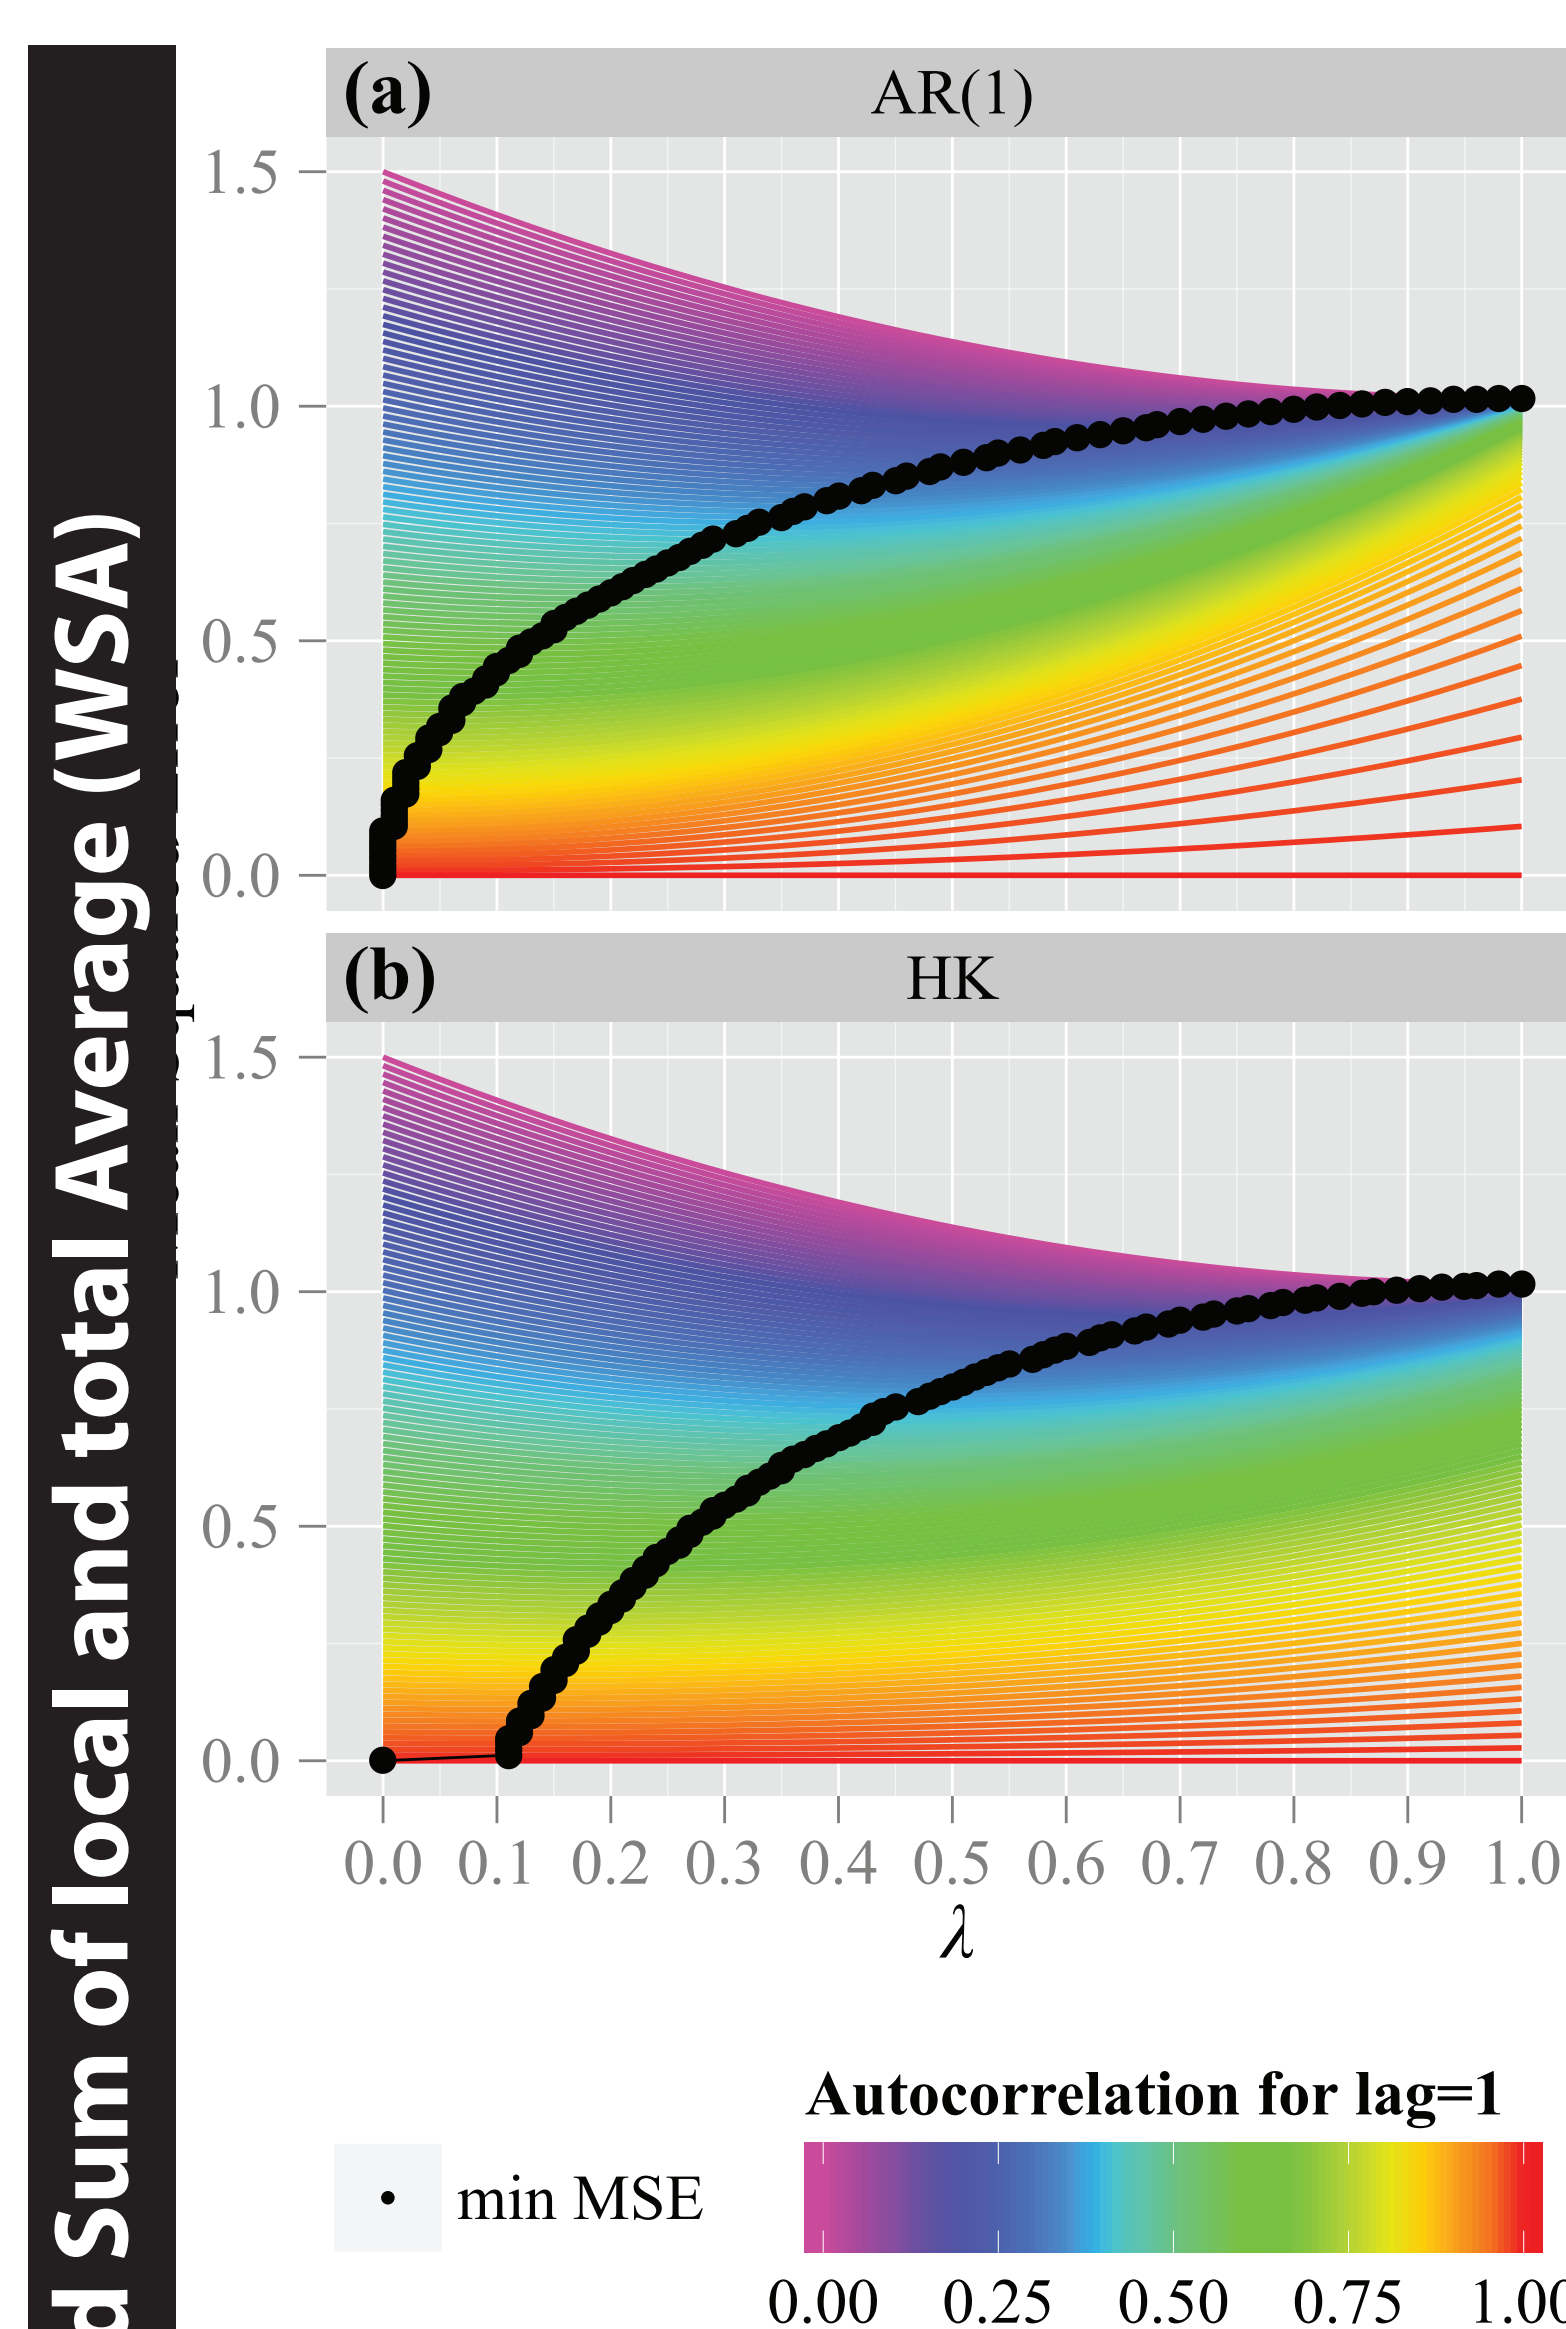 d Sum of local and total Average (WSA)
(a) AR(1)
1.5
1.0
0.5
0.0
(b) HK
1.5
1.0
0.5
0.0
0.0 0.1 0.2 0.3 0.4 0.5 0.6 0.7 0.8 0.9 1.0
λ
Autocorrelation for lag=1
min MSE
0.00 0.25 0.50 0.75 1.00